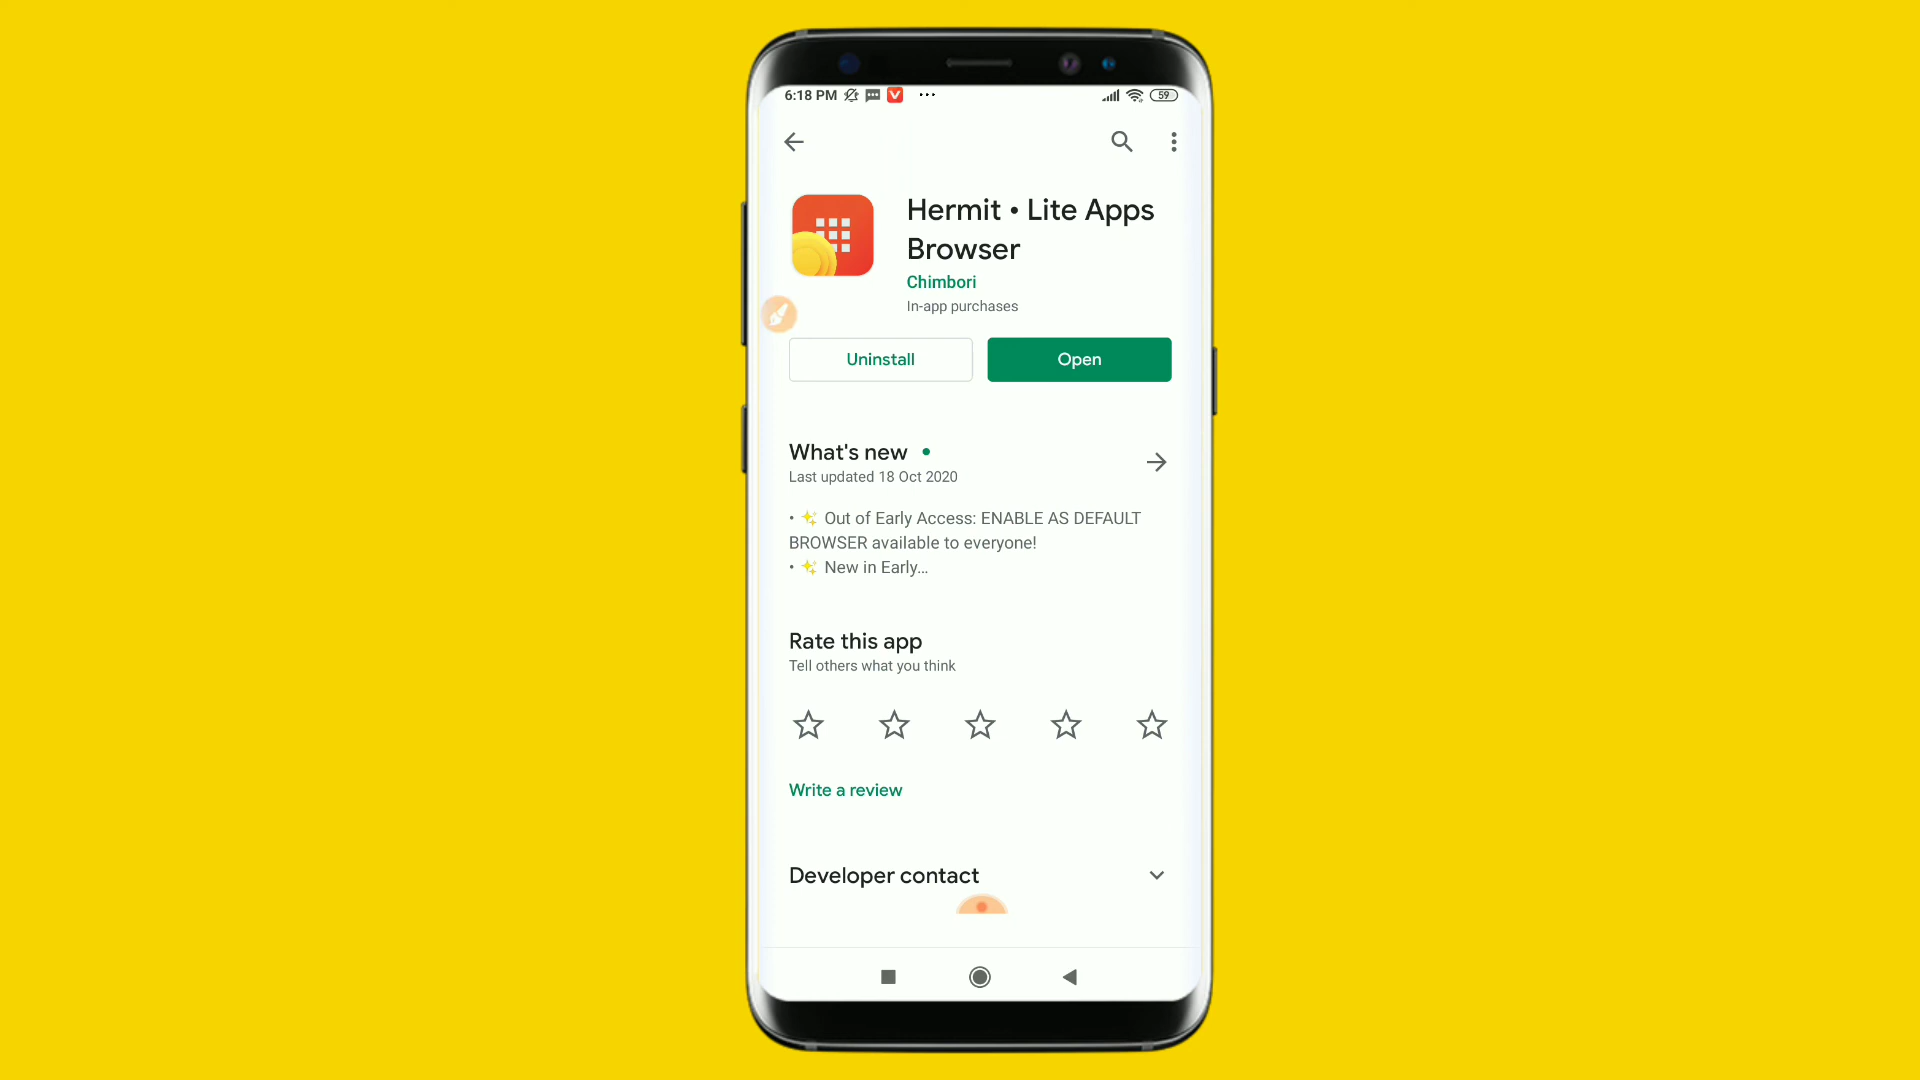 6:18 PM ... 59
Hermit • Lite Apps
Browser
Chimbori
In-app purchases
Uninstall Open
What's new •
Last updated 18 Oct 2020
• ✨ Out of Early Access: ENABLE AS DEFAULT
BROWSER available to everyone!
• ✨ New in Early...
Rate this app
Tell others what you think
Write a review
Developer contact